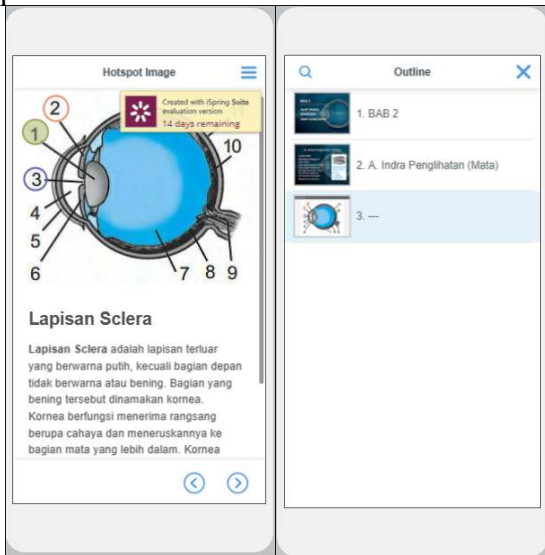 Hotspot Image
Created with iSpring Suite
evaluation version
14 days remaining
2
1
3
4
5
6
7
8
9
10
Lapisan Sclera
Lapisan Sclera adalah lapisan terluar
yang berwarna putih, kecuali bagian depan
tidak berwarna atau bening. Bagian yang
bening tersebut dinamakan kornea.
Kornea berfungsi menerima rangsang
berupa cahaya dan meneruskannya ke
bagian mata yang lebih dalam. Kornea
Outline
BAB 2
1. BAB 2
2. A. Indra Penglihatan (Mata)
3. —